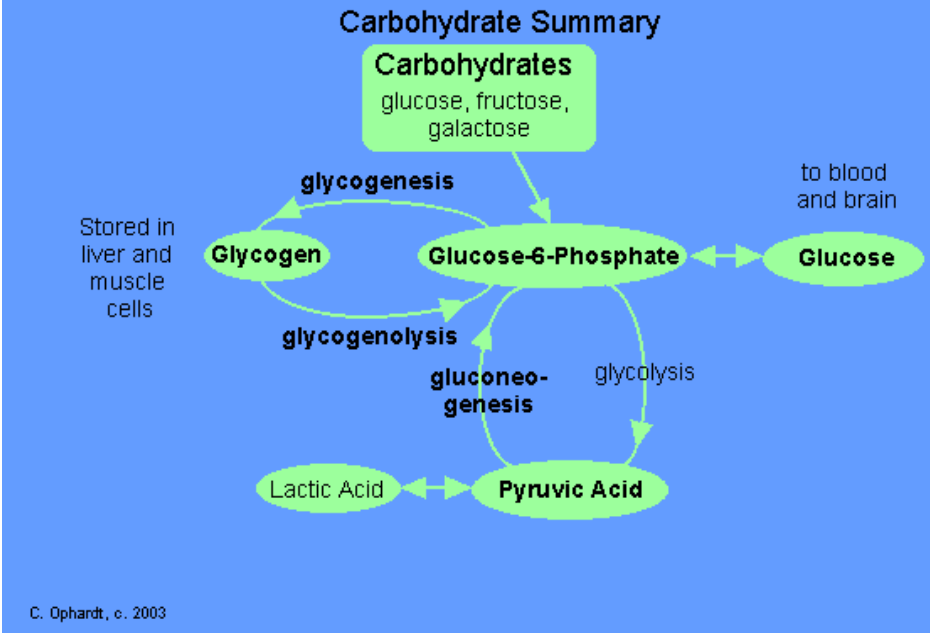 Carbohydrate Summary
Carbohydrates
glucose, fructose,
galactose
glycogenesis
to blood
and brain
Stored in
liver and
muscle
cells
Glycogen
Glucose-6-Phosphate
Glucose
glycogenolysis
gluconeo-
genesis
glycolysis
Lactic Acid
Pyruvic Acid
C. Ophardt, c. 2003